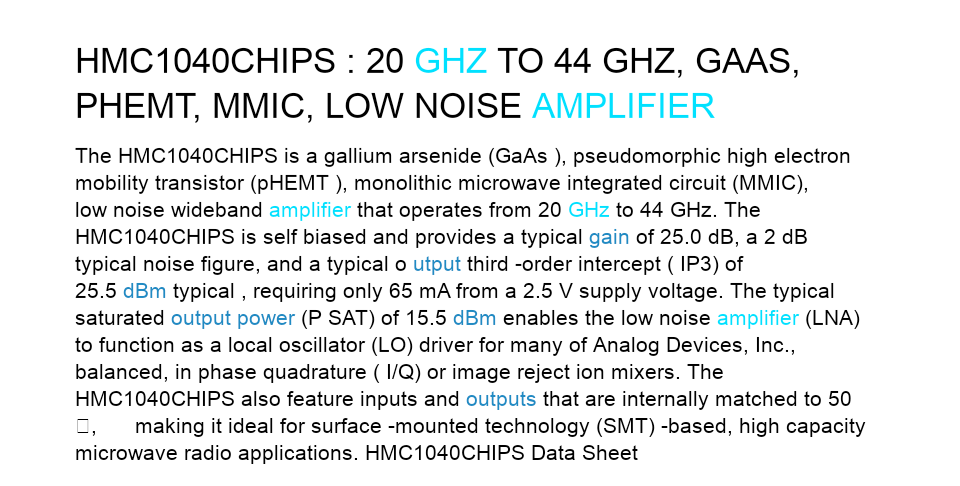 HMC1040CHIPS : 20 GHZ TO 44 GHZ, GAAS,
PHEMT, MMIC, LOW NOISE AMPLIFIER
The HMC1040CHIPS is a gallium arsenide (GaAs ), pseudomorphic high electron
mobility transistor (pHEMT ), monolithic microwave integrated circuit (MMIC),
low noise wideband amplifier that operates from 20 GHz to 44 GHz. The
HMC1040CHIPS is self biased and provides a typical gain of 25.0 dB, a 2 dB
typical noise figure, and a typical o utput third -order intercept ( IP3) of
25.5 dBm typical , requiring only 65 mA from a 2.5 V supply voltage. The typical
saturated output power (P SAT) of 15.5 dBm enables the low noise amplifier (LNA)
to function as a local oscillator (LO) driver for many of Analog Devices, Inc.,
balanced, in phase quadrature ( I/Q) or image reject ion mixers. The
HMC1040CHIPS also feature inputs and outputs that are internally matched to 50
□, making it ideal for surface -mounted technology (SMT) -based, high capacity
microwave radio applications. HMC1040CHIPS Data Sheet